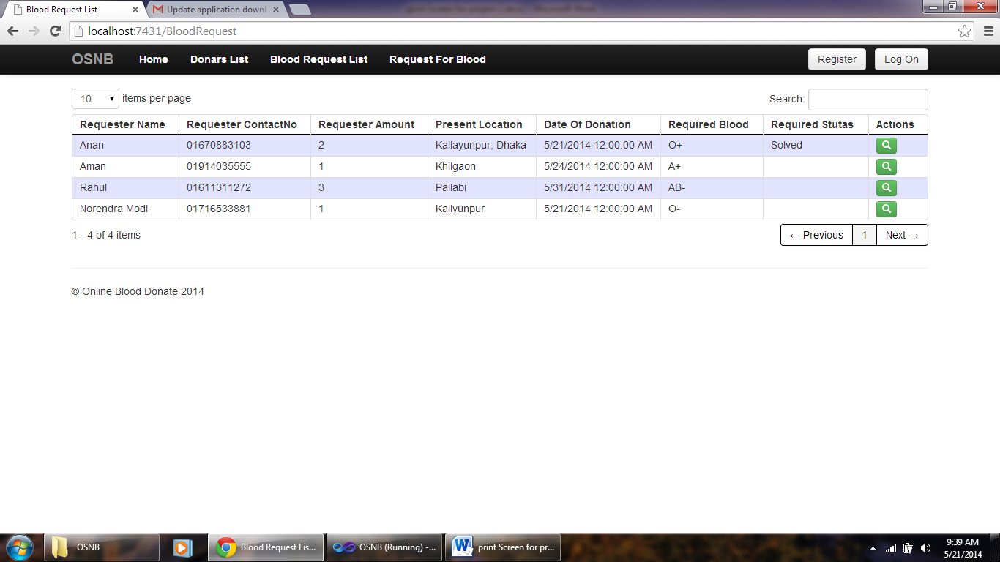 Blood Request List
Update application downl
localhost:7431/BloodRequest
OSNB Home Donars List Blood Request List Request For Blood Register Log On
10 items per page Search:
Requester Name Requester ContactNo Requester Amount Present Location Date Of Donation Required Blood Required Stutas Actions
Anan 01670883103 2 Kallayunpur, Dhaka 5/21/2014 12:00:00 AM O+ Solved
Aman 01914035555 1 Khilgaon 5/24/2014 12:00:00 AM A+
Rahul 01611311272 3 Pallabi 5/31/2014 12:00:00 AM AB-
Norendra Modi 01716533881 1 Kallyunpur 5/21/2014 12:00:00 AM O-
1 - 4 of 4 items ← Previous 1 Next →
© Online Blood Donate 2014
OSNB Blood Request Lis... OSNB (Running) -... print Screen for pr... 9:39 AM
5/21/2014